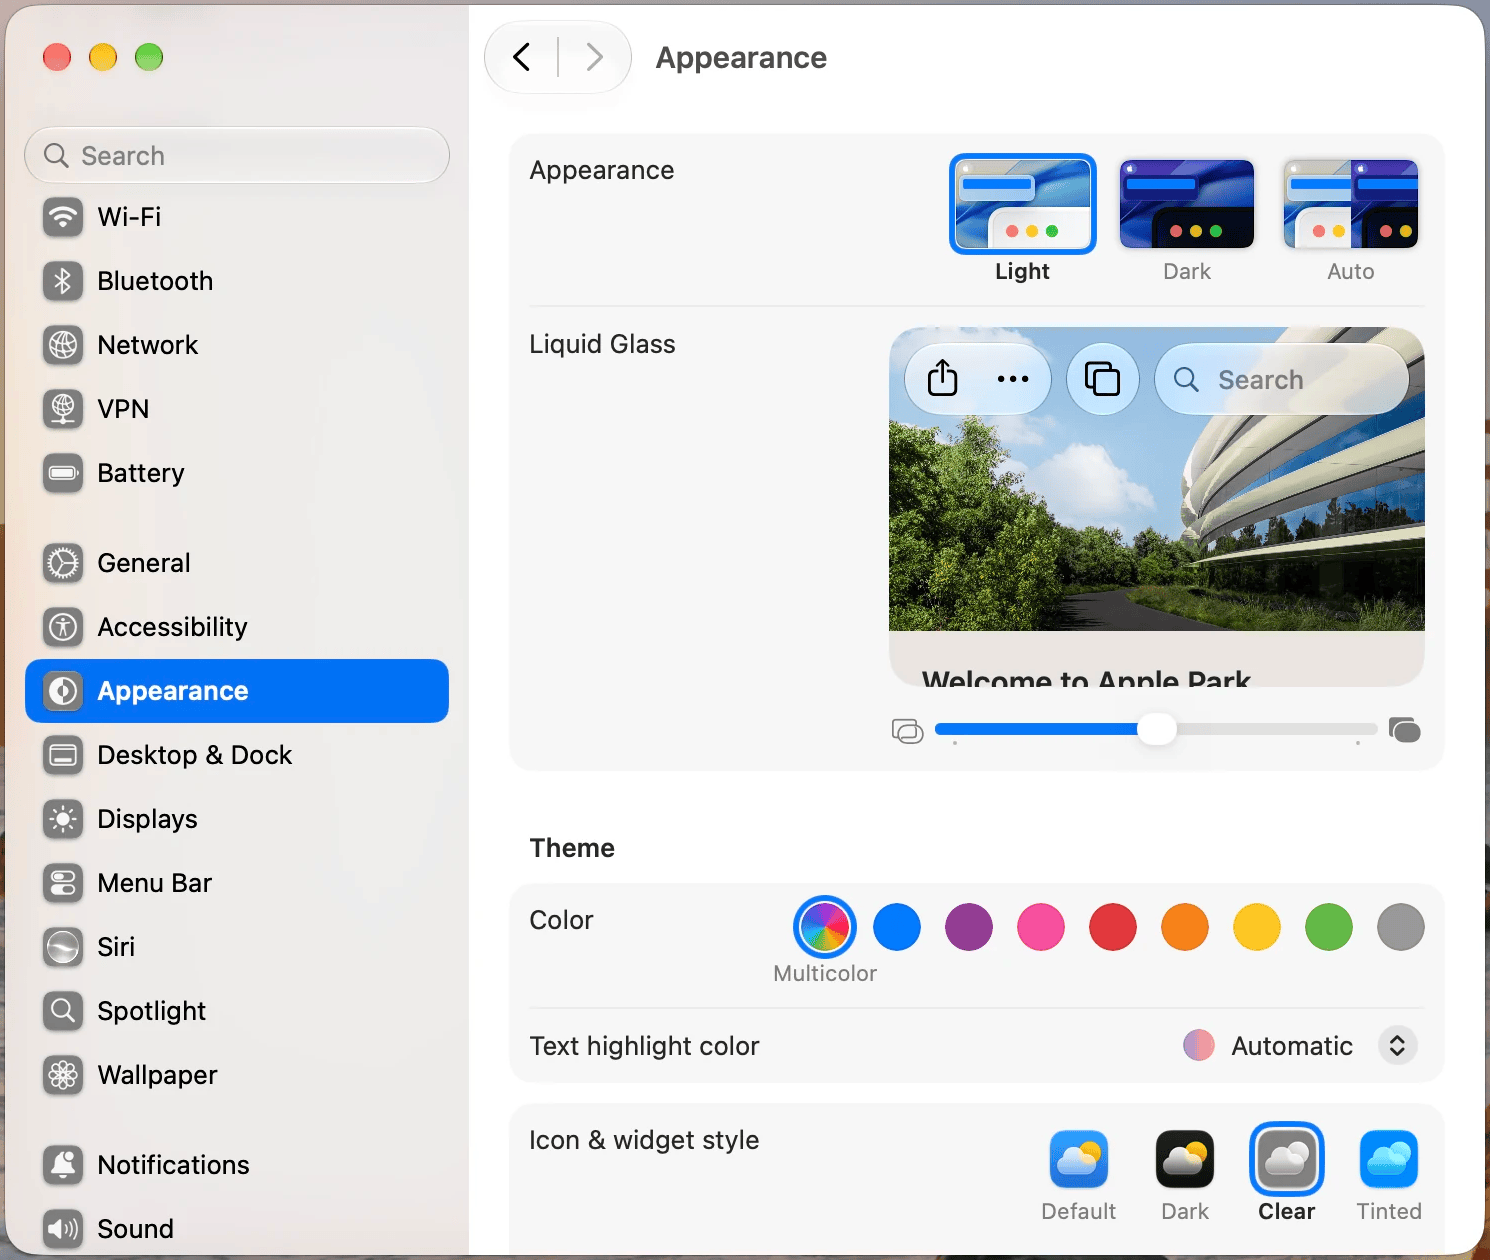 Appearance
Search
Wi-Fi
Bluetooth
Network
VPN
Battery
General
Accessibility
Appearance
Desktop & Dock
Displays
Menu Bar
Siri
Spotlight
Wallpaper
Notifications
Sound
Appearance
Light
Dark
Auto
Liquid Glass
Search
Welcome to Apple Park
Theme
Color
Multicolor
Text highlight color
Automatic
Icon & widget style
Default
Dark
Clear
Tinted